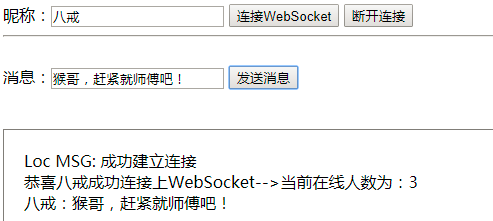 昵称：八戒 连接WebSocket 断开连接
消息：猴哥，赶紧就师傅吧！ 发送消息
Loc MSG: 成功建立连接
恭喜八戒成功连接上WebSocket-->当前在线人数为：3
八戒：猴哥，赶紧就师傅吧！